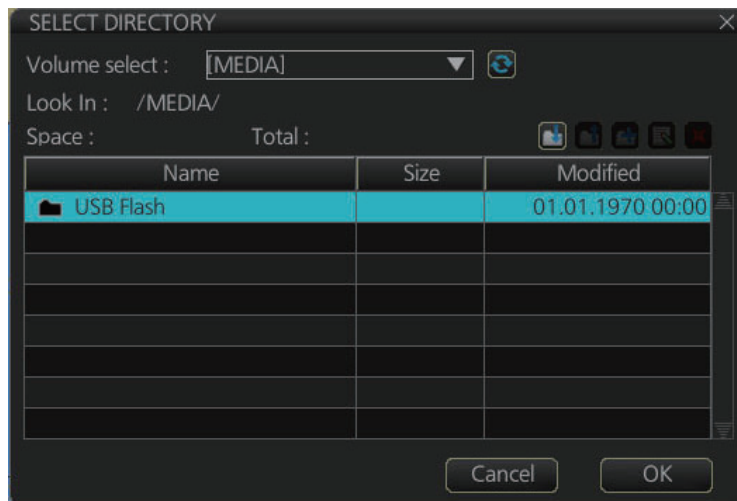 SELECT DIRECTORY
Volume select : [MEDIA]
Look In : /MEDIA/
Space : Total :
Name Size Modified
USB Flash 01.01.1970 00:00
Cancel OK